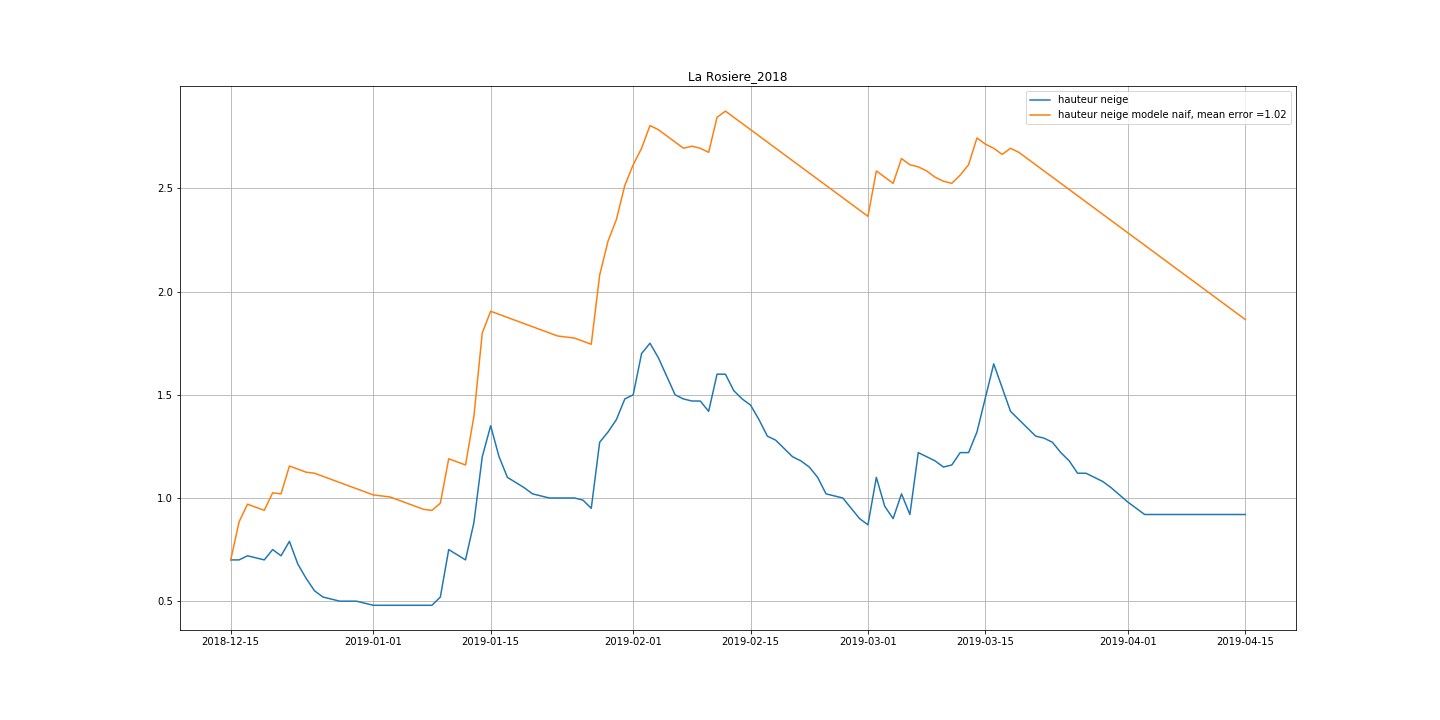 La Rosiere_2018
hauteur neige
hauteur neige modele naif, mean error =1.02
2.5
2.0
1.5
1.0
0.5
2018-12-15 2019-01-01 2019-01-15 2019-02-01 2019-02-15 2019-03-01 2019-03-15 2019-04-01 2019-04-15